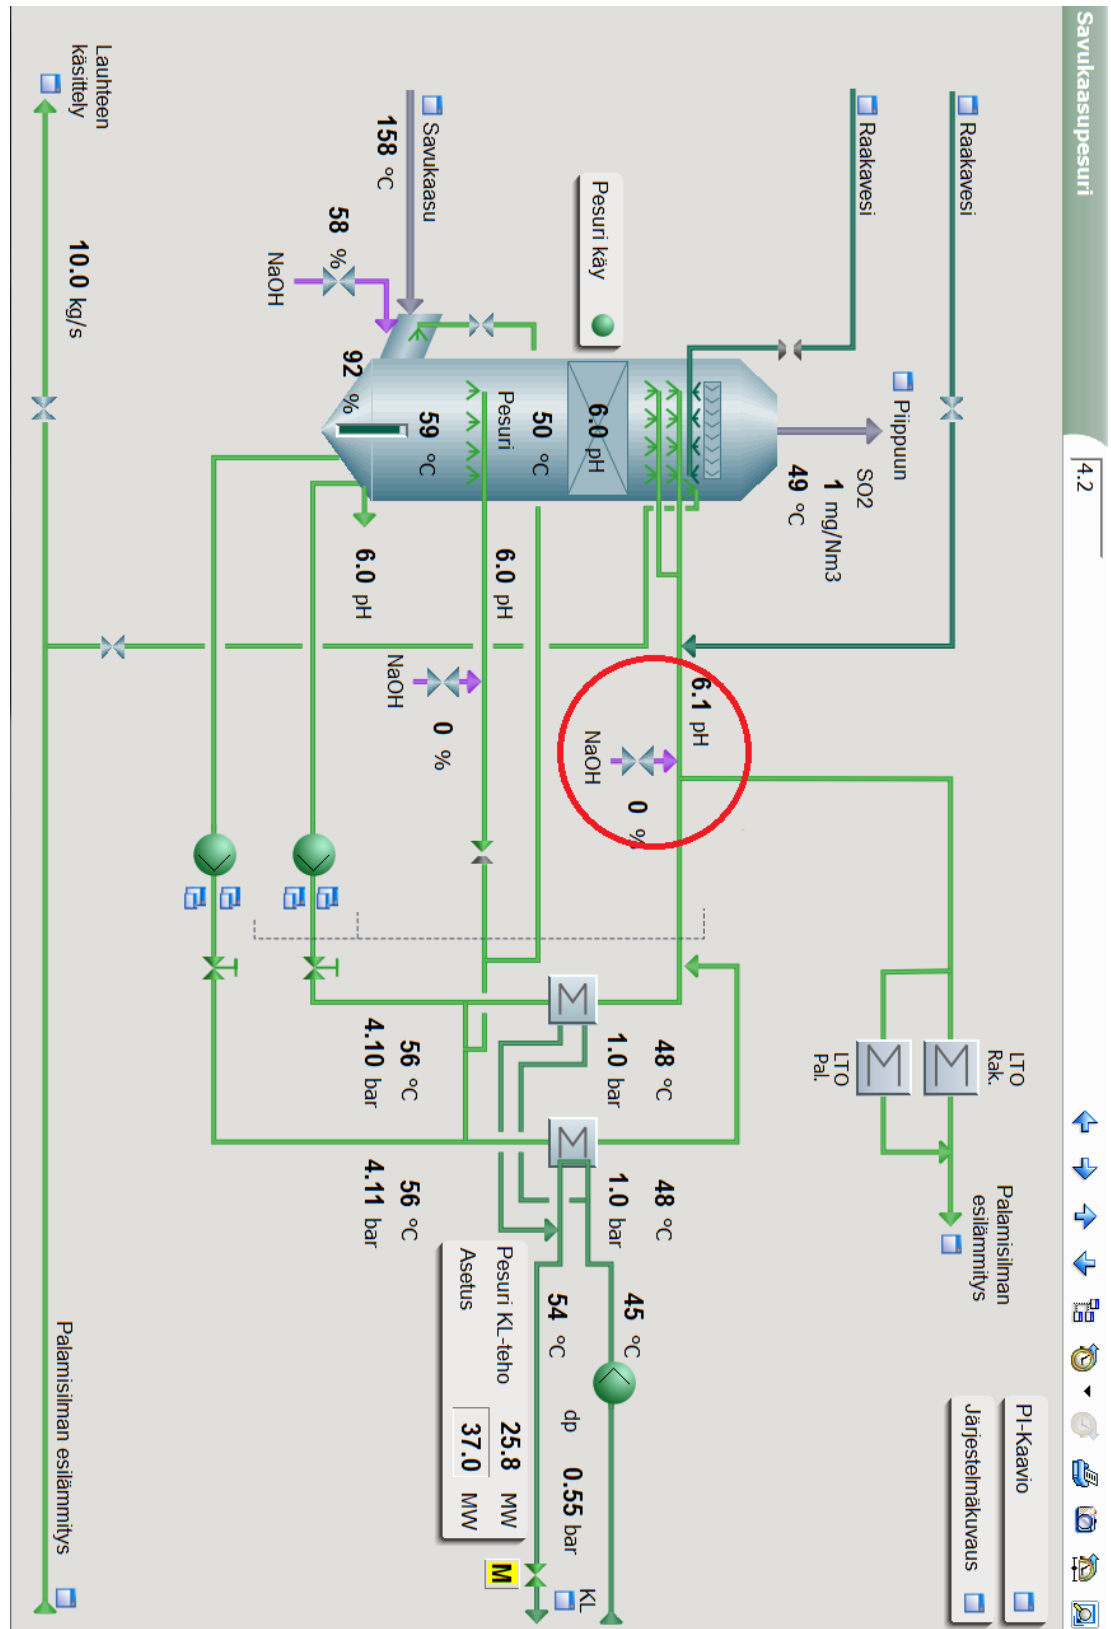 Savukaasupesuri
4.2
Raakavesi
Raakavesi
Piippuun
SO2
1 mg/Nm3
49 °C
Savukaasu
158 °C
58 %
NaOH
Pesuri käy
92 %
59 °C
Pesuri
50 °C
6.0 pH
6.0 pH
6.0 pH
NaOH
0 %
6.1 pH
NaOH
0 %
Lauhteen
käsittely
10.0 kg/s
LTO
Rak.
LTO
Pal.
Palamisilman
esilämmitys
48 °C
1.0 bar
56 °C
4.10 bar
48 °C
1.0 bar
56 °C
4.11 bar
45 °C
54 °C
dp 0.55 bar
KL
M
Pesuri KL-teho 25.8 MW
Asetus 37.0 MW
PI-Kaavio
Järjestelmäkuvaus
Palamisilman esilämmitys